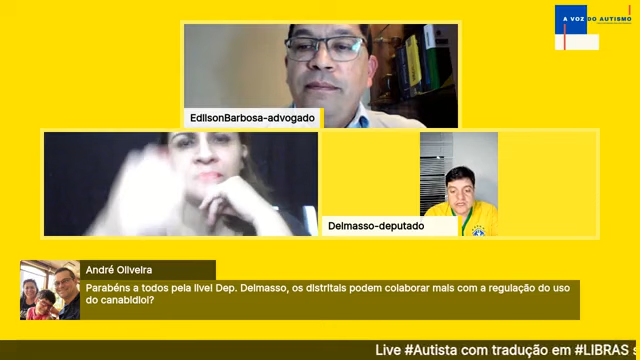 A VOZ DO AUTISMO
EdilsonBarbosa-advogado
Delmasso-deputado
André Oliveira
Parabéns a todos pela live! Dep. Delmasso, os distritais podem colaborar mais com a regulação do uso
do canabidiol?
Live #Autista com tradução em #LIBRAS s